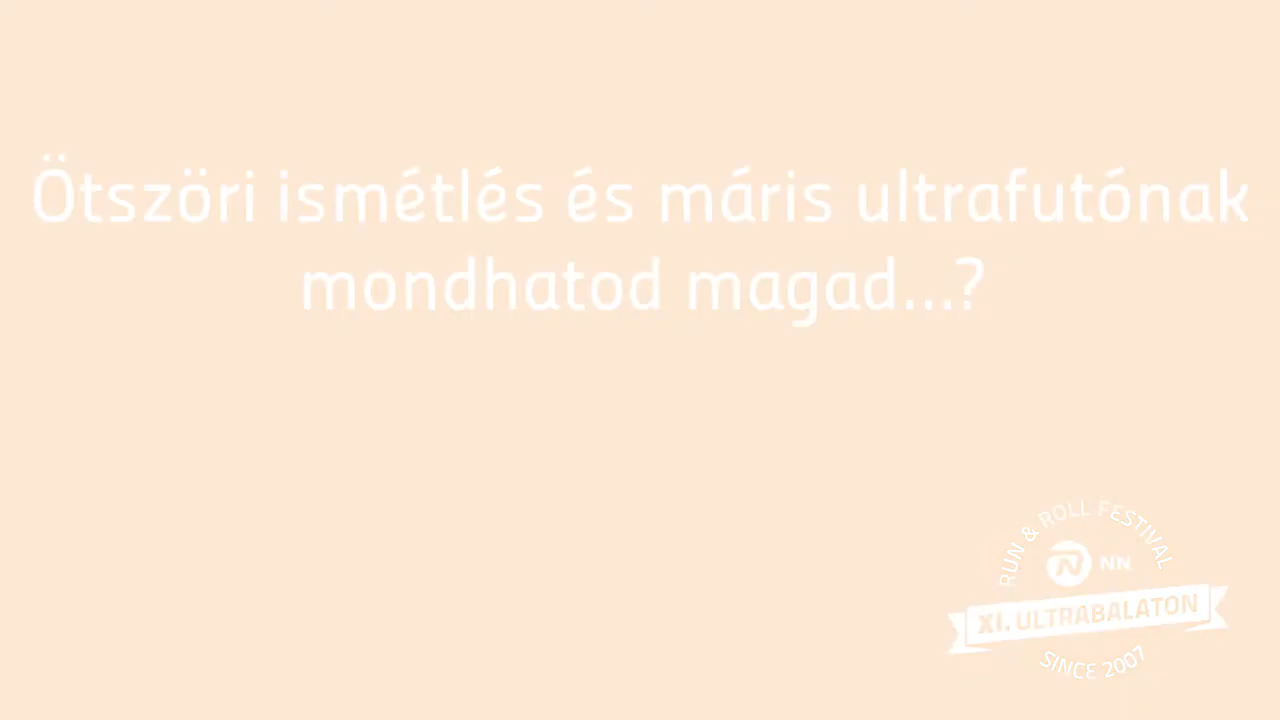 Ötszöri ismétlés és máris ultrafutónak
mondhatod magad...?
RUN & ROLL FESTIVAL
NN
XI. ULTRABALATON
SINCE 2007